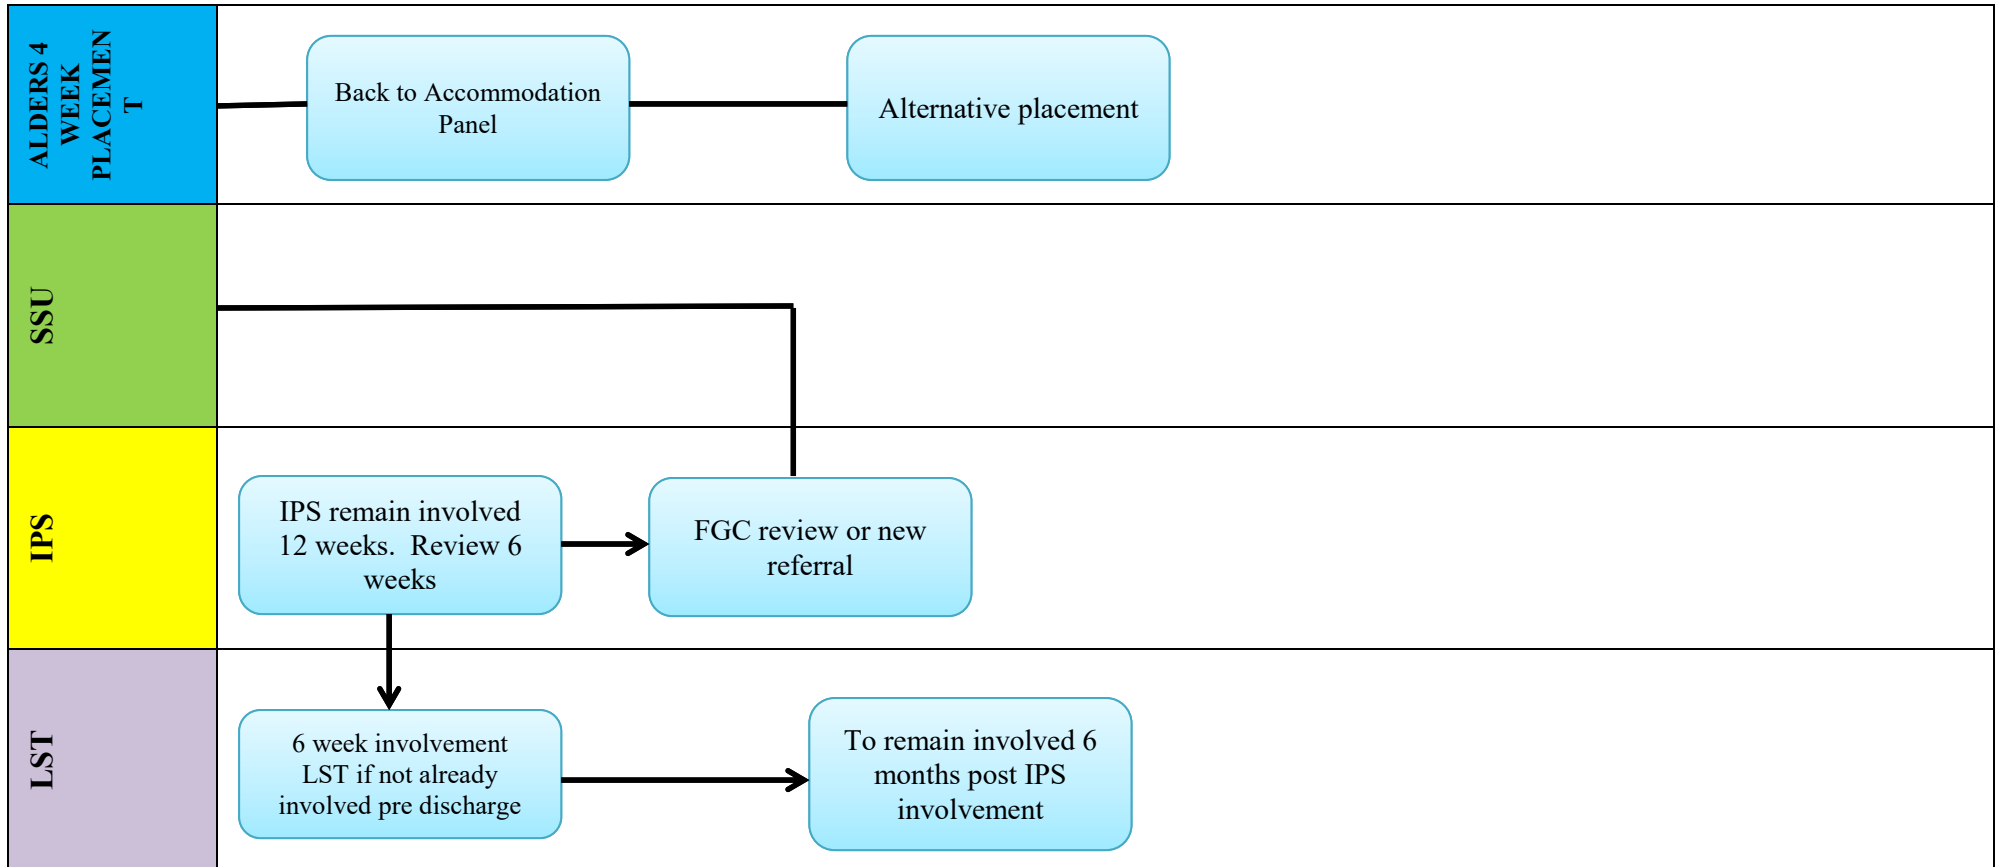 ALDERS 4
WEEK
PLACEMEN
T
Back to Accommodation
Panel
Alternative placement
SSU
IPS
IPS remain involved
12 weeks.  Review 6
weeks
FGC review or new
referral
LST
6 week involvement
LST if not already
involved pre discharge
To remain involved 6
months post IPS
involvement